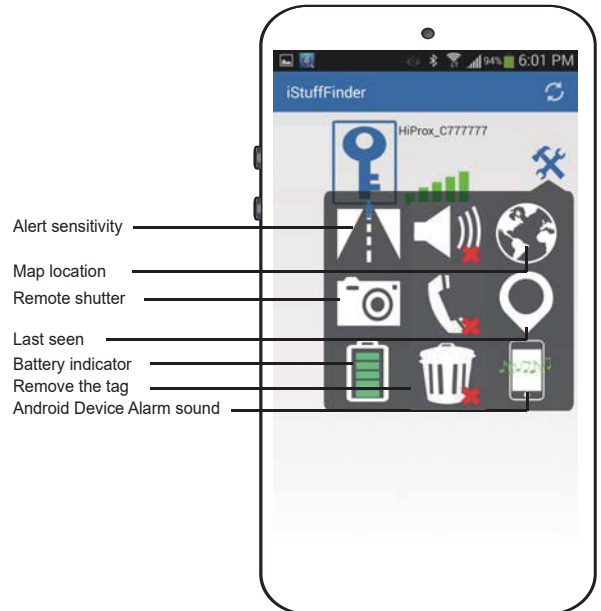 94% 6:01 PM
iStuffFinder
HiProx_C777777
Alert sensitivity
Map location
Remote shutter
Last seen
Battery indicator
Remove the tag
Android Device Alarm sound